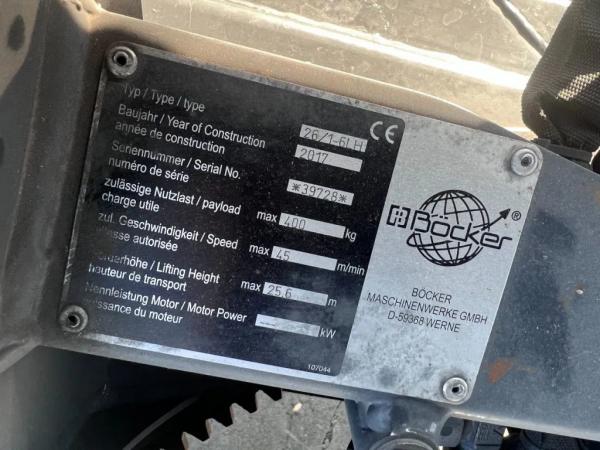 Typ / Type / type 26/1-6LH CE
Baujahr / Year of Construction 2017
année de construction
Seriennummer / Serial No. *39728*
numéro de série
zulässige Nutzlast / payload max 400 kg
charge utile
zul. Geschwindigkeit / Speed max 45 m/min
autorisée
/ Lifting Height max 25,6 m
hauteur de transport
Nennleistung Motor / Motor Power kW
puissance du moteur
107044
Böcker ®
BÖCKER
MASCHINENWERKE GMBH
D-59368 WERNE